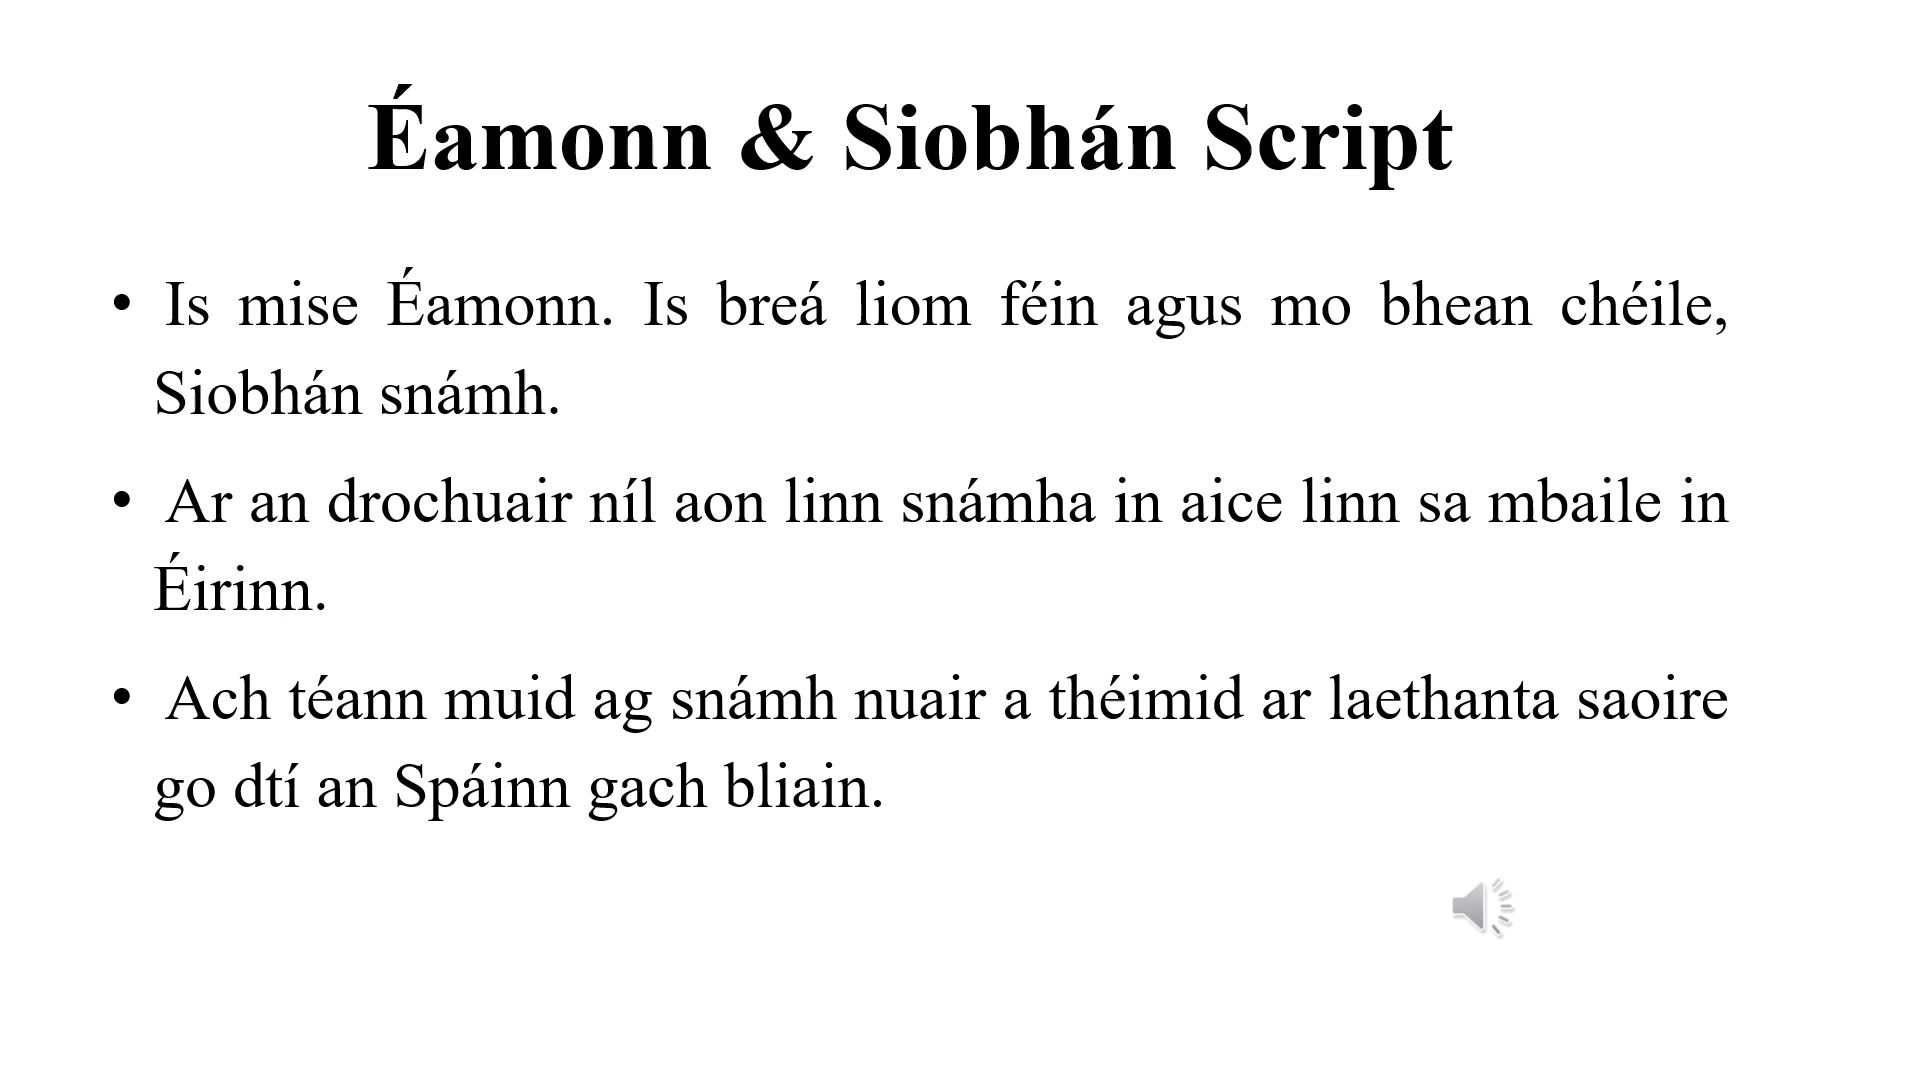 Éamonn & Siobhán Script
• Is mise Éamonn. Is breá liom féin agus mo bhean chéile,
Siobhán snámh.
• Ar an drochuair níl aon linn snámha in aice linn sa mbaile in
Éirinn.
• Ach téann muid ag snámh nuair a théimid ar laethanta saoire
go dtí an Spáinn gach bliain.